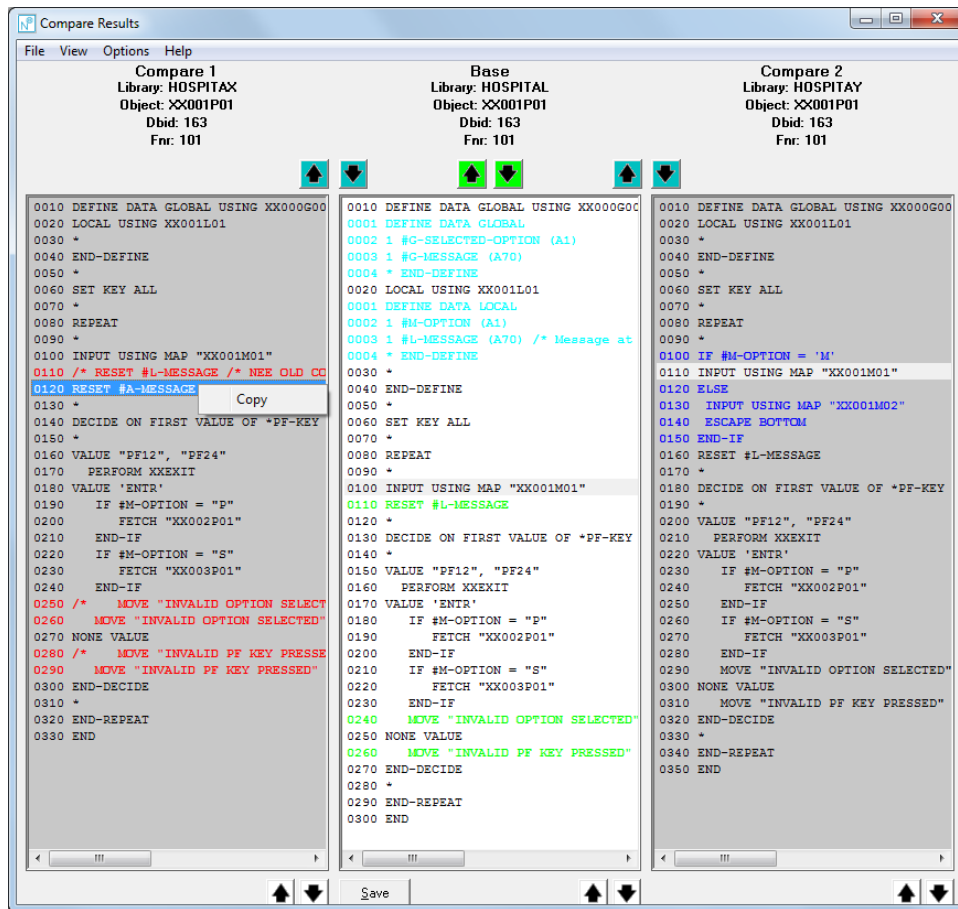 Compare Results
File View Options Help
Compare 1
Library: HOSPITAX
Object: XX001P01
Dbid: 163
Fnr: 101
Base
Library: HOSPITAL
Object: XX001P01
Dbid: 163
Fnr: 101
Compare 2
Library: HOSPITAY
Object: XX001P01
Dbid: 163
Fnr: 101
0010 DEFINE DATA GLOBAL USING XX000G00
0020 LOCAL USING XX001L01
0030 *
0040 END-DEFINE
0050 *
0060 SET KEY ALL
0070 *
0080 REPEAT
0090 *
0100 INPUT USING MAP "XX001M01"
0110 /* RESET #L-MESSAGE /* NEE OLD CO
0120 RESET #A-MESSAGE
Copy
0130 *
0140 DECIDE ON FIRST VALUE OF *PF-KEY
0150 *
0160 VALUE "PF12", "PF24"
0170 PERFORM XXEXIT
0180 VALUE 'ENTR'
0190 IF #M-OPTION = "P"
0200 FETCH "XX002P01"
0210 END-IF
0220 IF #M-OPTION = "S"
0230 FETCH "XX003P01"
0240 END-IF
0250 /* MOVE "INVALID OPTION SELECT
0260 MOVE "INVALID OPTION SELECTED"
0270 NONE VALUE
0280 /* MOVE "INVALID PF KEY PRESSE
0290 MOVE "INVALID PF KEY PRESSED"
0300 END-DECIDE
0310 *
0320 END-REPEAT
0330 END
0010 DEFINE DATA GLOBAL USING XX000G0
0001 DEFINE DATA GLOBAL
0002 1 #G-SELECTED-OPTION (A1)
0003 1 #G-MESSAGE (A70)
0004 * END-DEFINE
0020 LOCAL USING XX001L01
0001 DEFINE DATA LOCAL
0002 1 #M-OPTION (A1)
0003 1 #L-MESSAGE (A70) /* Message at
0004 * END-DEFINE
0030 *
0040 END-DEFINE
0050 *
0060 SET KEY ALL
0070 *
0080 REPEAT
0090 *
0100 INPUT USING MAP "XX001M01"
0110 RESET #L-MESSAGE
0120 *
0130 DECIDE ON FIRST VALUE OF *PF-KEY
0140 *
0150 VALUE "PF12", "PF24"
0160 PERFORM XXEXIT
0170 VALUE 'ENTR'
0180 IF #M-OPTION = "P"
0190 FETCH "XX002P01"
0200 END-IF
0210 IF #M-OPTION = "S"
0220 FETCH "XX003P01"
0230 END-IF
0240 MOVE "INVALID OPTION SELECTED"
0250 NONE VALUE
0260 MOVE "INVALID PF KEY PRESSED"
0270 END-DECIDE
0280 *
0290 END-REPEAT
0300 END
0010 DEFINE DATA GLOBAL USING XX000G00
0020 LOCAL USING XX001L01
0030 *
0040 END-DEFINE
0050 *
0060 SET KEY ALL
0070 *
0080 REPEAT
0090 *
0100 IF #M-OPTION = 'M'
0110 INPUT USING MAP "XX001M01"
0120 ELSE
0130 INPUT USING MAP "XX001M02"
0140 ESCAPE BOTTOM
0150 END-IF
0160 RESET #L-MESSAGE
0170 *
0180 DECIDE ON FIRST VALUE OF *PF-KEY
0190 *
0200 VALUE "PF12", "PF24"
0210 PERFORM XXEXIT
0220 VALUE 'ENTR'
0230 IF #M-OPTION = "P"
0240 FETCH "XX002P01"
0250 END-IF
0260 IF #M-OPTION = "S"
0270 FETCH "XX003P01"
0280 END-IF
0290 MOVE "INVALID OPTION SELECTED"
0300 NONE VALUE
0310 MOVE "INVALID PF KEY PRESSED"
0320 END-DECIDE
0330 *
0340 END-REPEAT
0350 END
Save